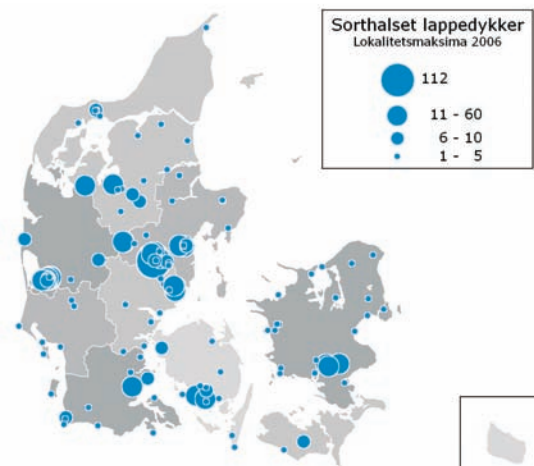 Sorthalset lappedykker
Lokalitetsmaksima 2006
112
11 - 60
6 - 10
1 - 5